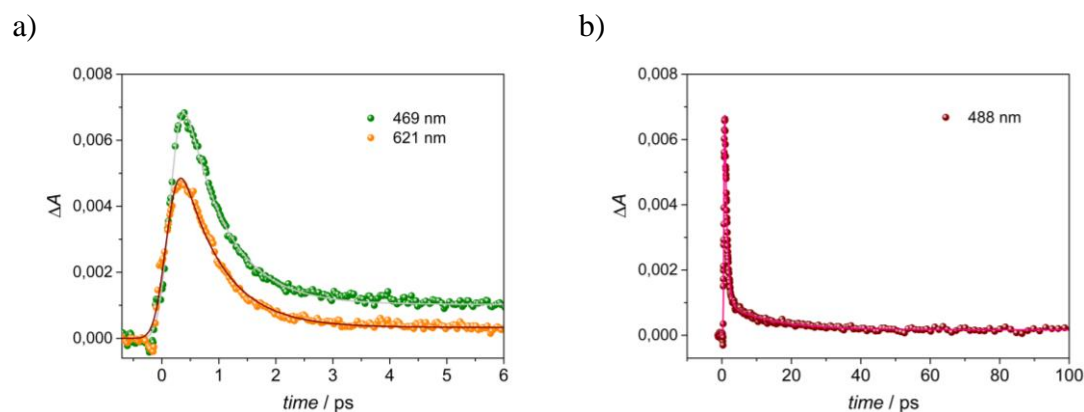 a)
0,008
0,006
0,004
0,002
0,000
ΔA
469 nm
621 nm
0 1 2 3 4 5 6
time / ps
b)
0,008
0,006
0,004
0,002
0,000
ΔA
488 nm
0 20 40 60 80 100
time / ps